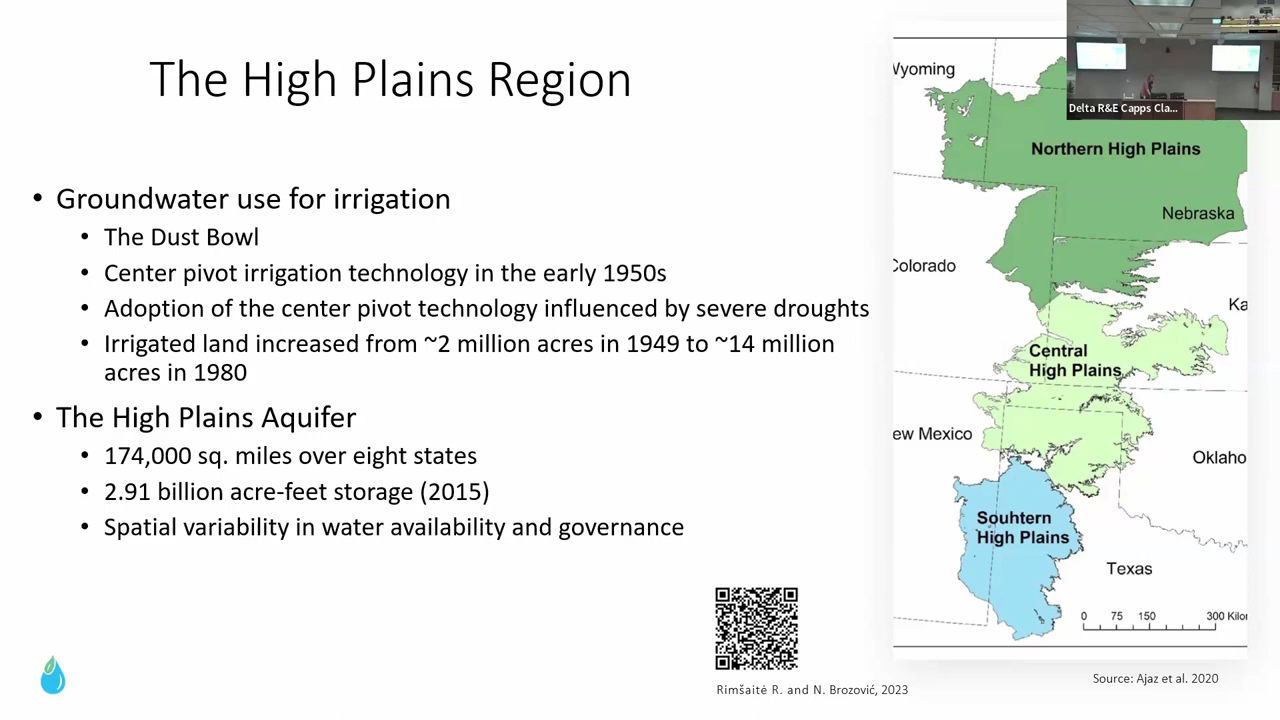 The High Plains Region
• Groundwater use for irrigation
• The Dust Bowl
• Center pivot irrigation technology in the early 1950s
• Adoption of the center pivot technology influenced by severe droughts
• Irrigated land increased from ~2 million acres in 1949 to ~14 million
acres in 1980
• The High Plains Aquifer
• 174,000 sq. miles over eight states
• 2.91 billion acre-feet storage (2015)
• Spatial variability in water availability and governance
Rimšaitė R. and N. Brozović, 2023
Wyoming
Delta R&E Capps Cla...
Northern High Plains
Nebraska
Colorado
Ka
Central
High Plains
ew Mexico
Oklaho
Souhtern
High Plains
Texas
0 75 150 300 Kilor
Source: Ajaz et al. 2020